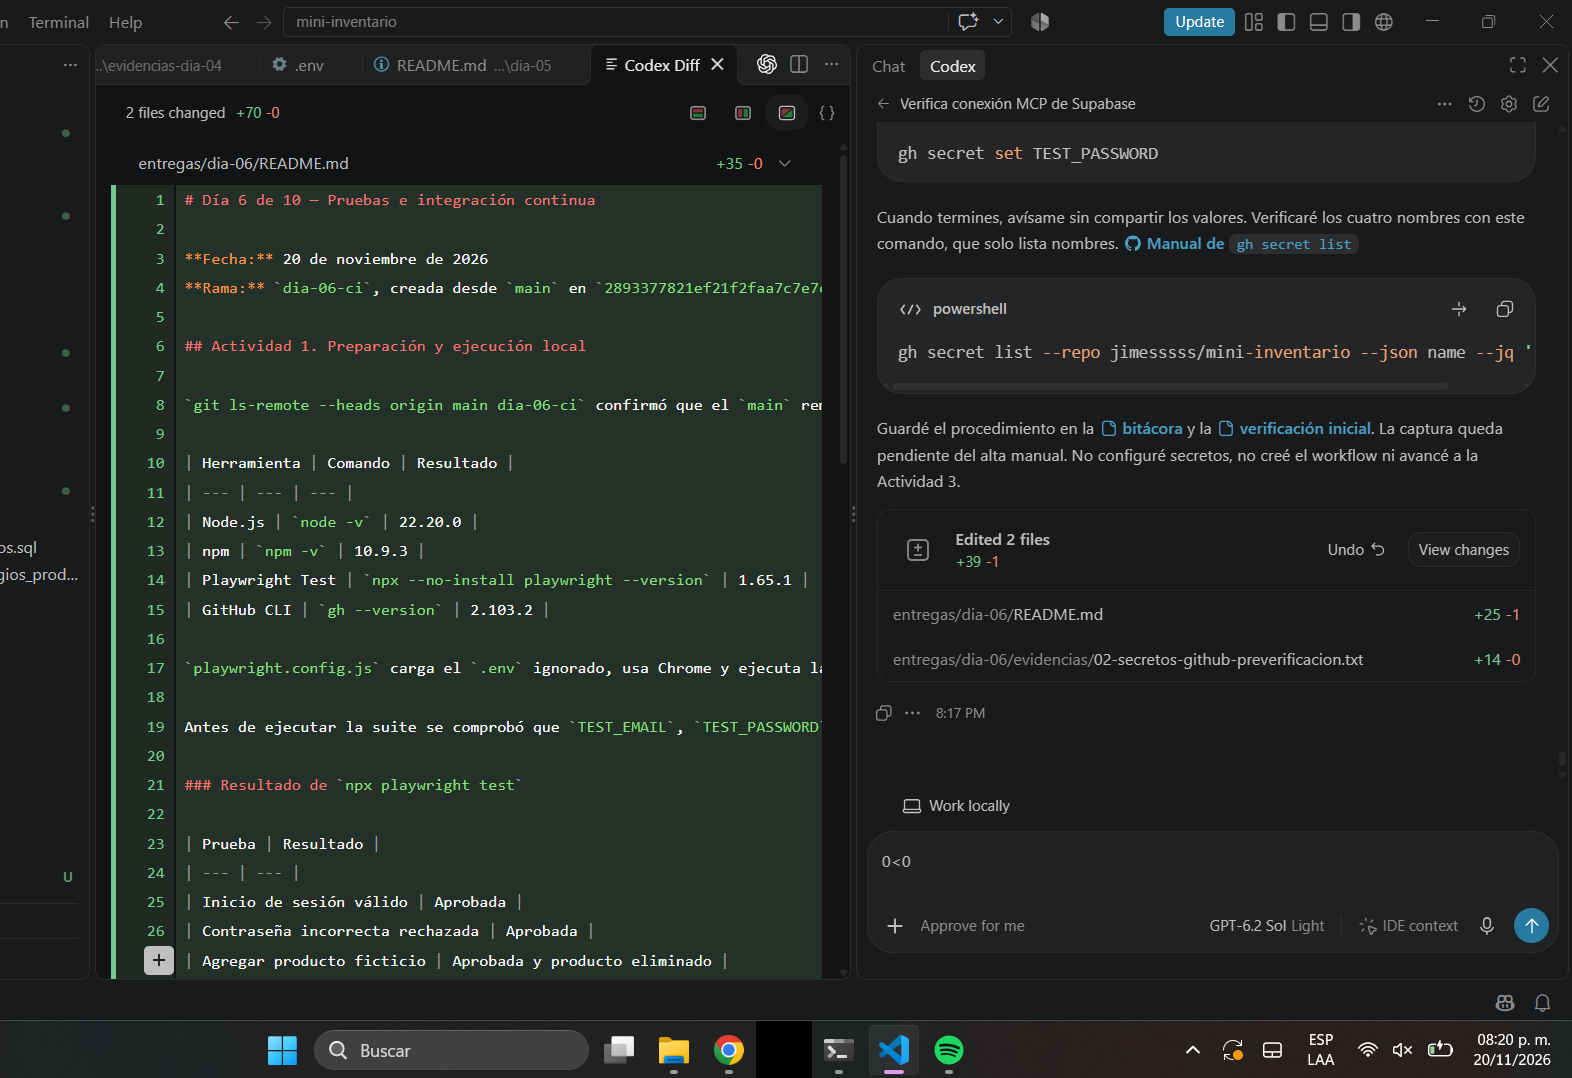 Terminal Help mini-inventario Update
..\evidencias-dia-04 .env README.md ...\dia-05 Codex Diff
2 files changed +70 -0
entregas/dia-06/README.md +35 -0
1 # Día 6 de 10 — Pruebas e integración continua
2
3 **Fecha:** 20 de noviembre de 2026
4 **Rama:** `dia-06-ci`, creada desde `main` en `2893377821ef21f2faa7c7e7
5
6 ## Actividad 1. Preparación y ejecución local
7
8 `git ls-remote --heads origin main dia-06-ci` confirmó que el `main` rem
9
10 | Herramienta | Comando | Resultado |
11 | --- | --- | --- |
12 | Node.js | `node -v` | 22.20.0 |
13 | npm | `npm -v` | 10.9.3 |
14 | Playwright Test | `npx --no-install playwright --version` | 1.65.1 |
15 | GitHub CLI | `gh --version` | 2.103.2 |
16
17 `playwright.config.js` carga el `.env` ignorado, usa Chrome y ejecuta la
18
19 Antes de ejecutar la suite se comprobó que `TEST_EMAIL`, `TEST_PASSWORD`
20
21 ### Resultado de `npx playwright test`
22
23 | Prueba | Resultado |
24 | --- | --- |
25 | Inicio de sesión válido | Aprobada |
26 | Contraseña incorrecta rechazada | Aprobada |
| Agregar producto ficticio | Aprobada y producto eliminado |
os.sql
gios_prod...
U
Chat Codex
Verifica conexión MCP de Supabase
gh secret set TEST_PASSWORD
Cuando termines, avísame sin compartir los valores. Verificaré los cuatro nombres con este
comando, que solo lista nombres. Manual de gh secret list
powershell
gh secret list --repo jimesssss/mini-inventario --json name --jq '
Guardé el procedimiento en la bitácora y la verificación inicial. La captura queda
pendiente del alta manual. No configuré secretos, no creé el workflow ni avancé a la
Actividad 3.
Edited 2 files
+39 -1
Undo View changes
entregas/dia-06/README.md +25 -1
entregas/dia-06/evidencias/02-secretos-github-preverificacion.txt +14 -0
8:17 PM
Work locally
0<0
Approve for me GPT-6.2 Sol Light IDE context
Buscar
ESP
LAA
08:20 p. m.
20/11/2026